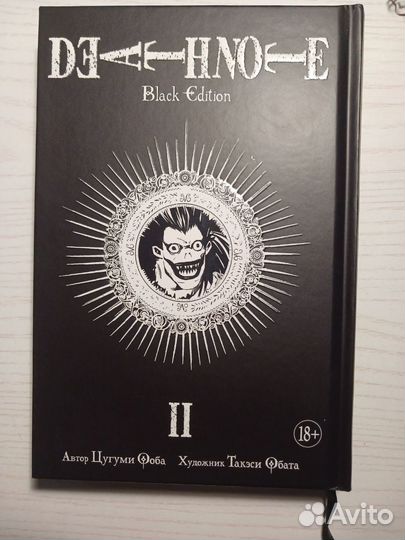 DEATHNOTE
Black Edition
II
18+
Автор Цугуми Ооба Художник Такэси Обата
Avito